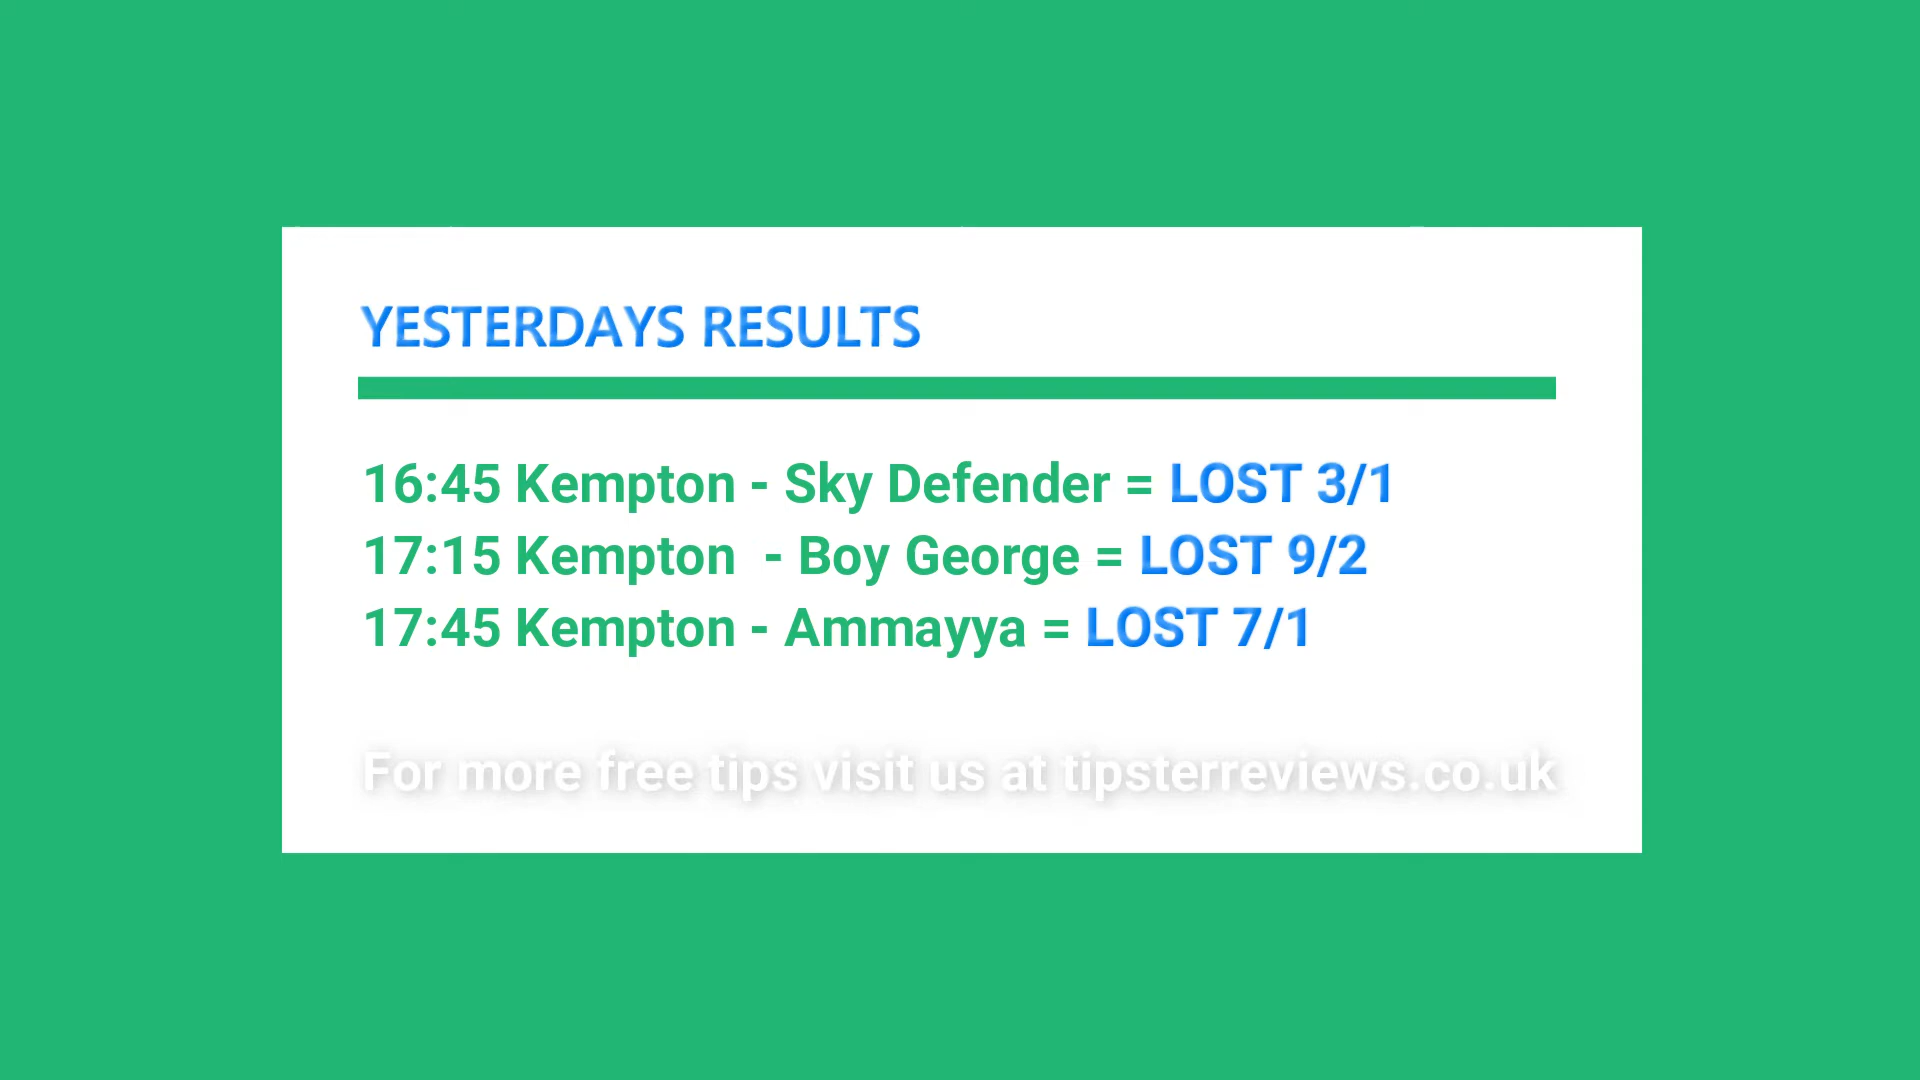 YESTERDAYS RESULTS
16:45 Kempton - Sky Defender = LOST 3/1
17:15 Kempton  - Boy George = LOST 9/2
17:45 Kempton - Ammayya = LOST 7/1
For more free tips visit us at tipsterreviews.co.uk